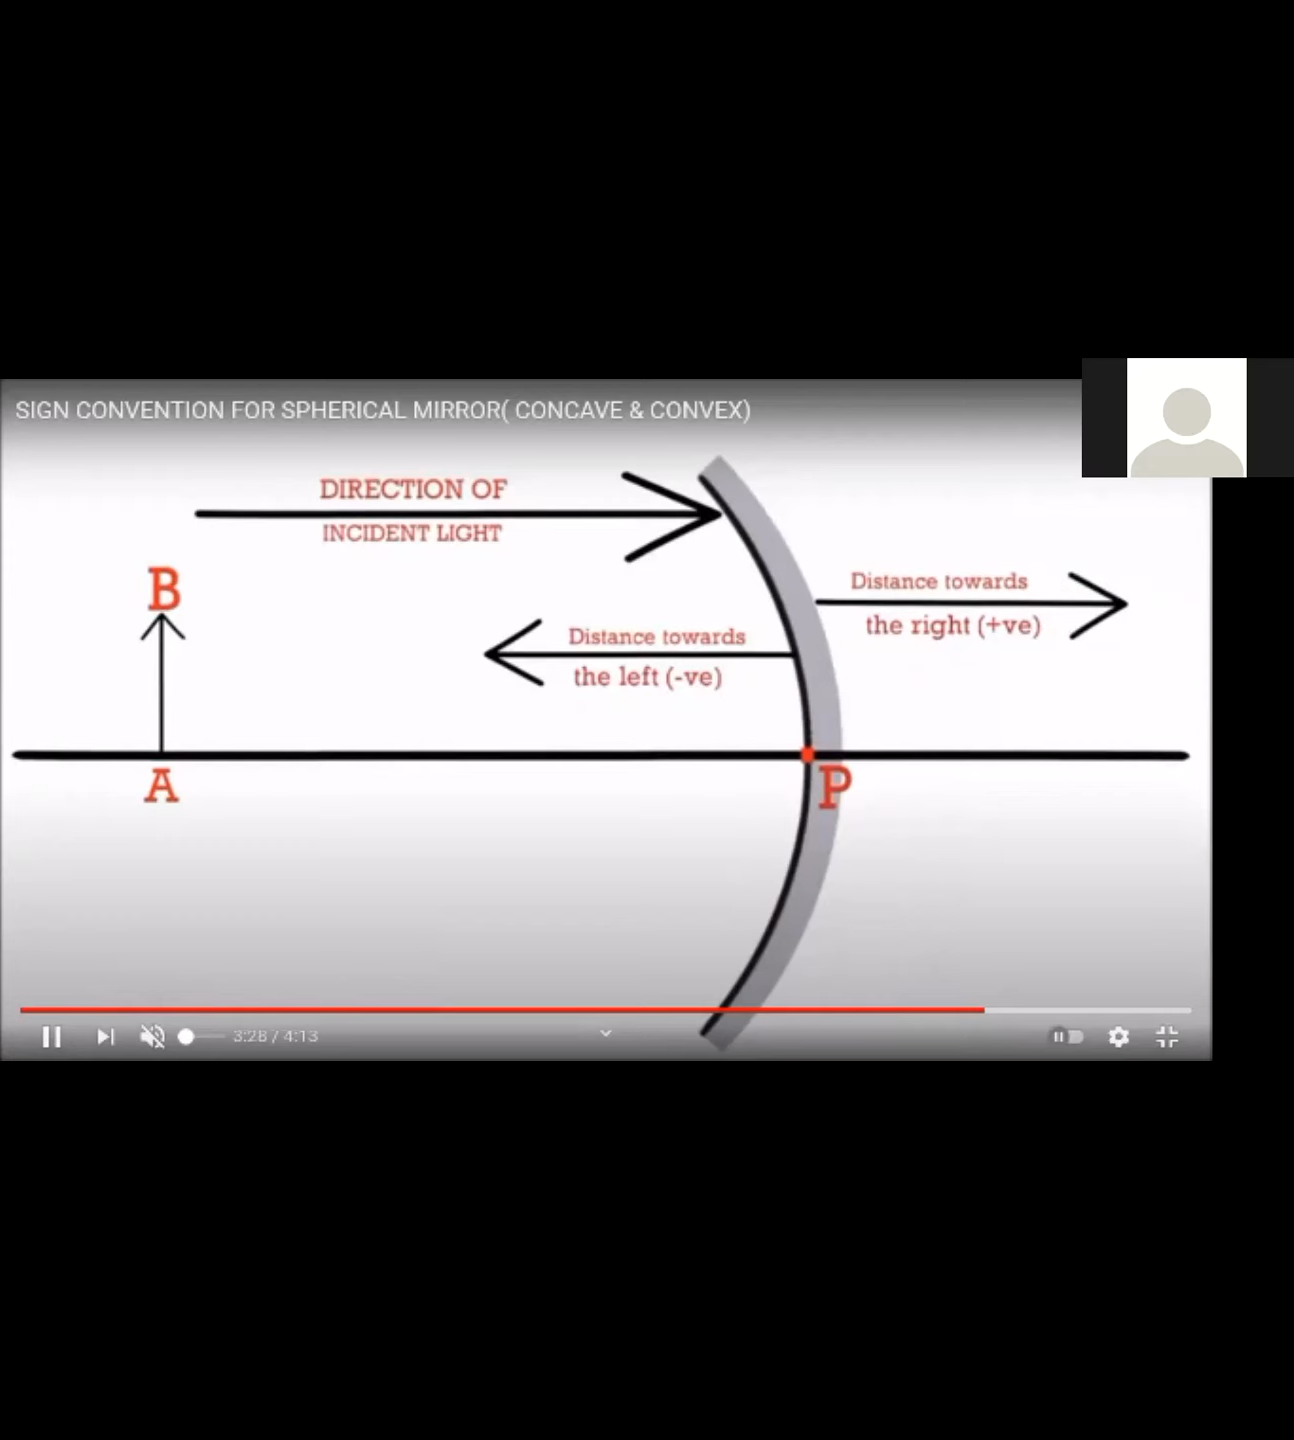 SIGN CONVENTION FOR SPHERICAL MIRROR( CONCAVE & CONVEX)
DIRECTION OF
INCIDENT LIGHT
B
Distance towards
the right (+ve)
Distance towards
the left (-ve)
A
P
3:28 / 4:13